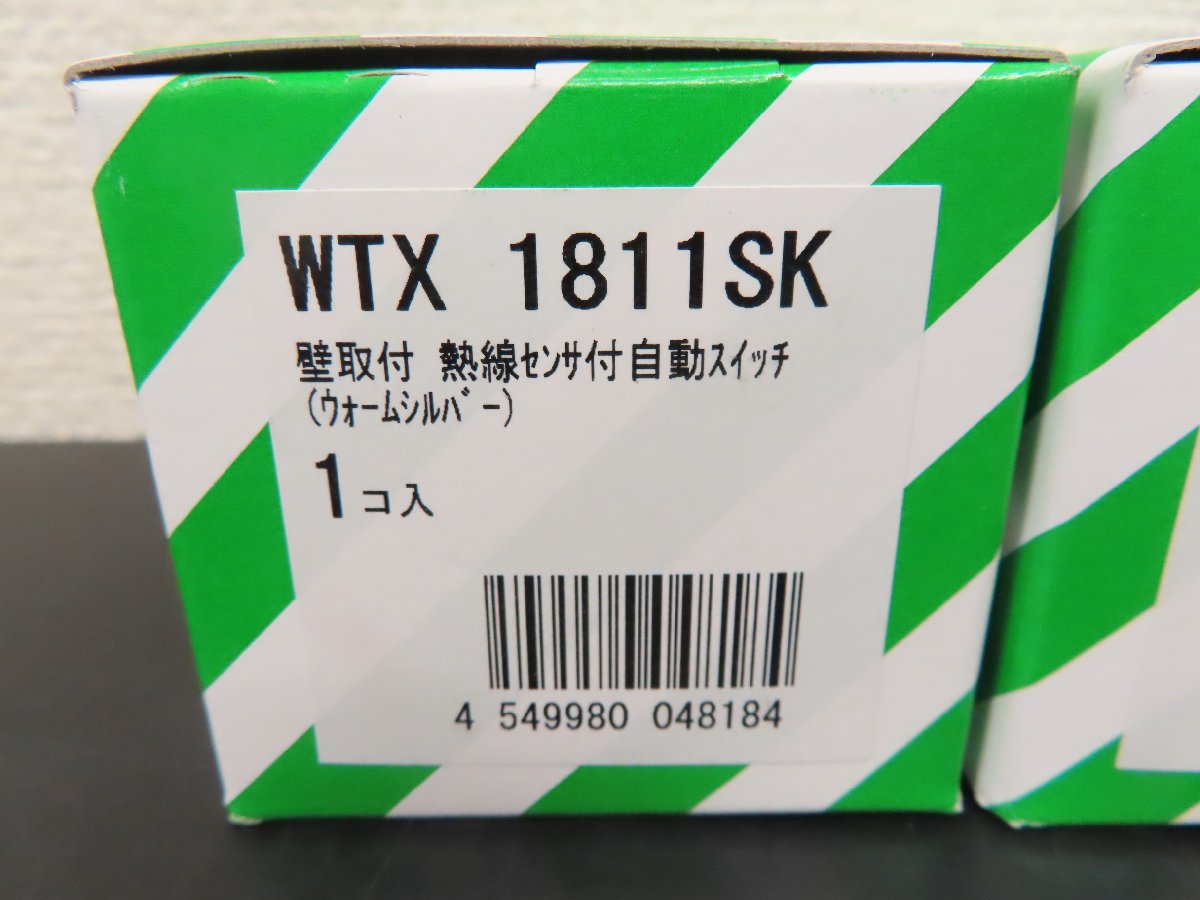 WTX 1811SK
壁取付 熱線ｾﾝｻ付自動ｽｲｯﾁ
(ｳｫｰﾑｼﾙﾊﾞｰ)
1コ入
4 549980 048184